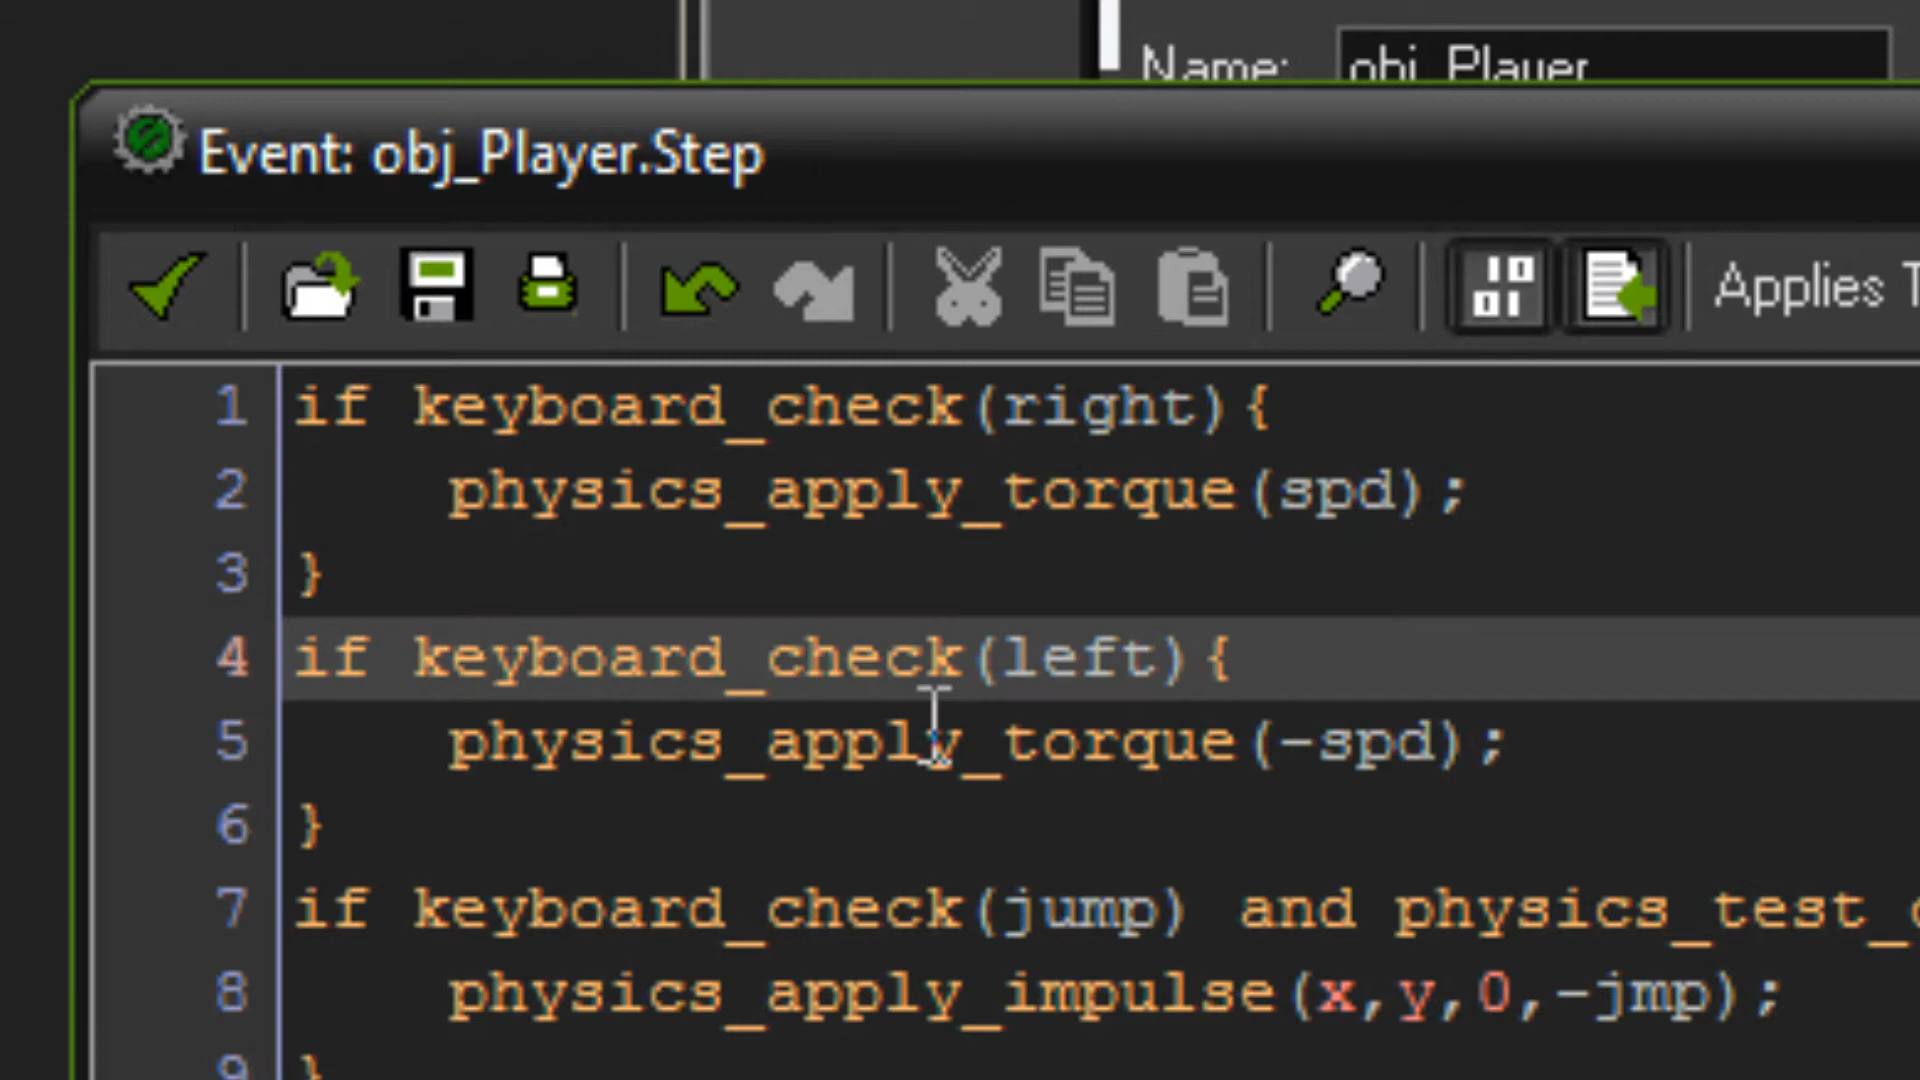 Name: obj_Player
Event: obj_Player.Step
Applies
1 if keyboard_check(right){
2 physics_apply_torque(spd);
3 }
4 if keyboard_check(left){
5 physics_apply_torque(-spd);
6 }
7 if keyboard_check(jump) and physics_test_
8 physics_apply_impulse(x,y,0,-jmp);
9 }